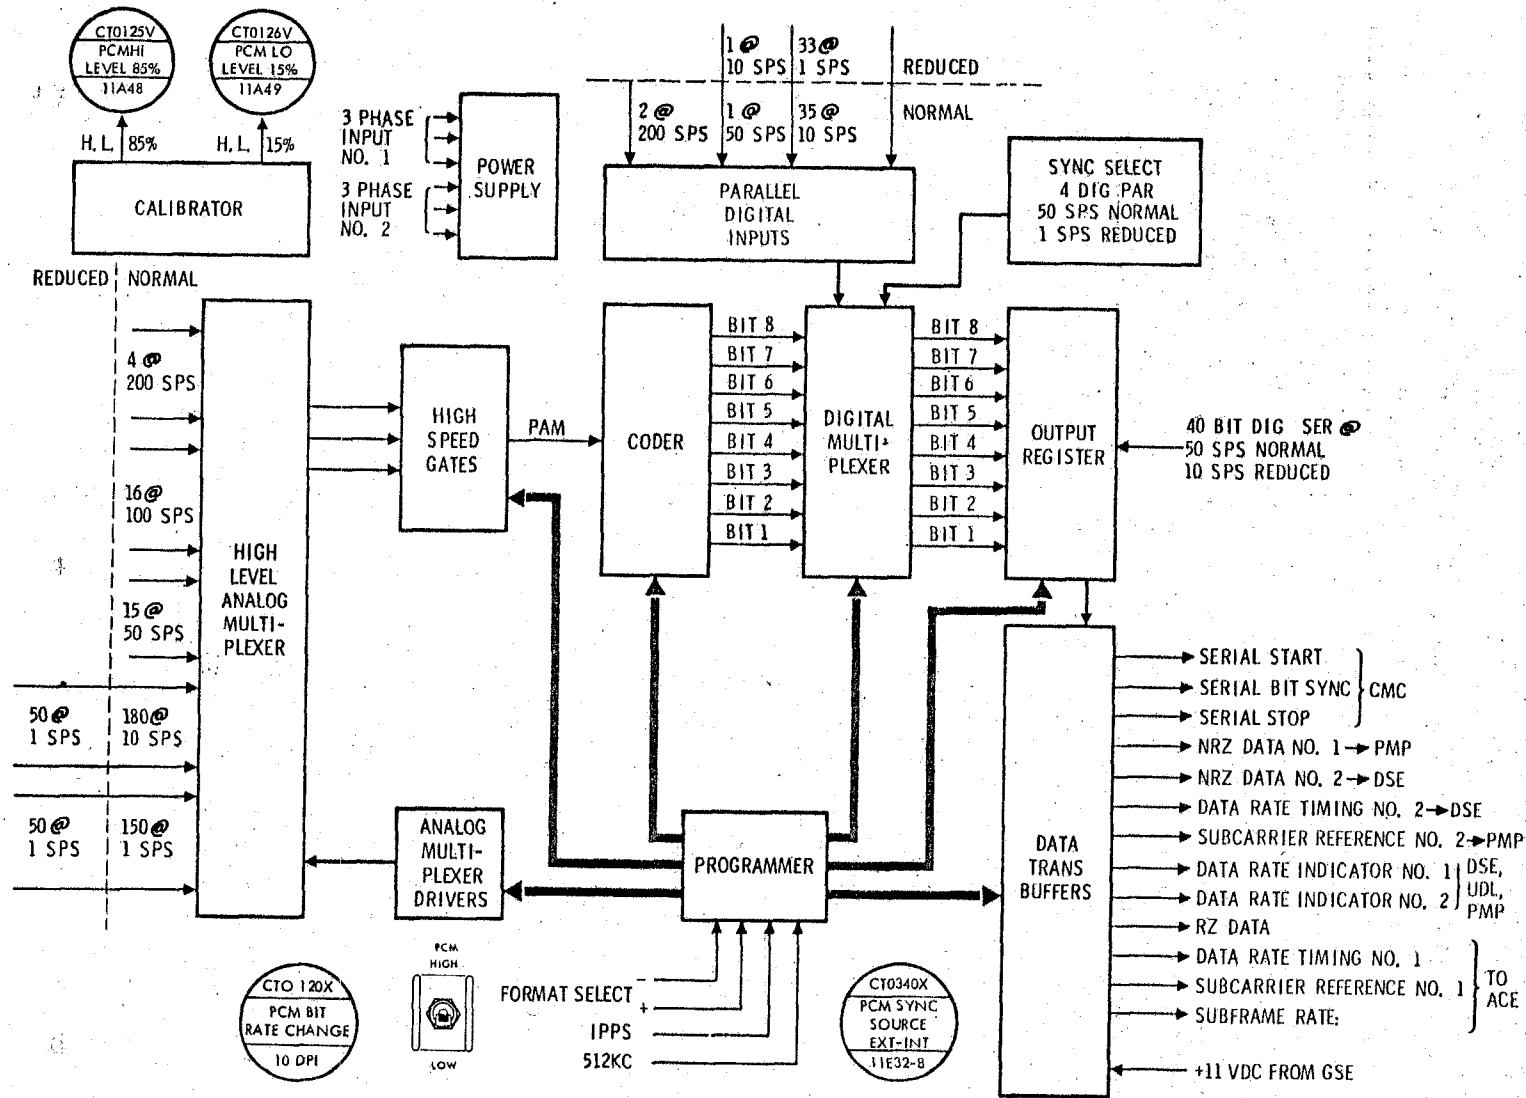 CT0125V
PCMHI
LEVEL 85%
11A48
CT0126V
PCM LO
LEVEL 15%
11A49
H.L. 85%
H.L. 15%
CALIBRATOR
3 PHASE
INPUT
NO. 1
3 PHASE
INPUT
NO. 2
POWER
SUPPLY
1 @
10 SPS
33 @
1 SPS
REDUCED
2 @
200 SPS
1 @
50 SPS
35 @
10 SPS
NORMAL
PARALLEL
DIGITAL
INPUTS
SYNC SELECT
4 DIG PAR
50 SPS NORMAL
1 SPS REDUCED
REDUCED
NORMAL
4 @
200 SPS
16 @
100 SPS
15 @
50 SPS
50 @
1 SPS
180 @
10 SPS
50 @
1 SPS
150 @
1 SPS
HIGH
LEVEL
ANALOG
MULTI-
PLEXER
HIGH
SPEED
GATES
PAM
CODER
BIT 8
BIT 7
BIT 6
BIT 5
BIT 4
BIT 3
BIT 2
BIT 1
DIGITAL
MULTI-
PLEXER
BIT 8
BIT 7
BIT 6
BIT 5
BIT 4
BIT 3
BIT 2
BIT 1
OUTPUT
REGISTER
40 BIT DIG SER @
50 SPS NORMAL
10 SPS REDUCED
ANALOG
MULTI-
PLEXER
DRIVERS
PROGRAMMER
DATA
TRANS
BUFFERS
SERIAL START
SERIAL BIT SYNC
SERIAL STOP
CMC
NRZ DATA NO. 1 → PMP
NRZ DATA NO. 2 → DSE
DATA RATE TIMING NO. 2 → DSE
SUBCARRIER REFERENCE NO. 2 → PMP
DATA RATE INDICATOR NO. 1
DATA RATE INDICATOR NO. 2
DSE,
UDL,
PMP
RZ DATA
DATA RATE TIMING NO. 1
SUBCARRIER REFERENCE NO. 1
SUBFRAME RATE:
TO
ACE
+11 VDC FROM GSE
CTO 120X
PCM BIT
RATE CHANGE
10 DPI
PCM
HIGH
LOW
FORMAT SELECT
-
+
1PPS
512KC
CT0340X
PCM SYNC
SOURCE
EXT-INT
11E32-8